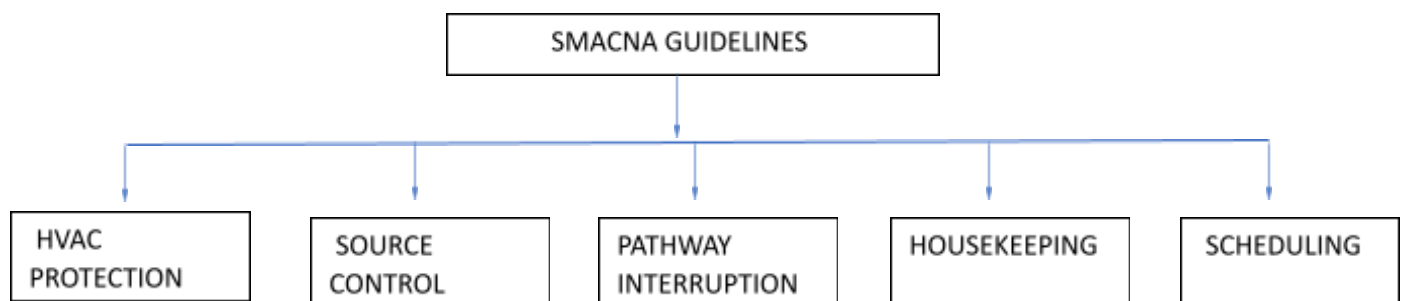 SMACNA GUIDELINES
HVAC
PROTECTION
SOURCE
CONTROL
PATHWAY
INTERRUPTION
HOUSEKEEPING
SCHEDULING